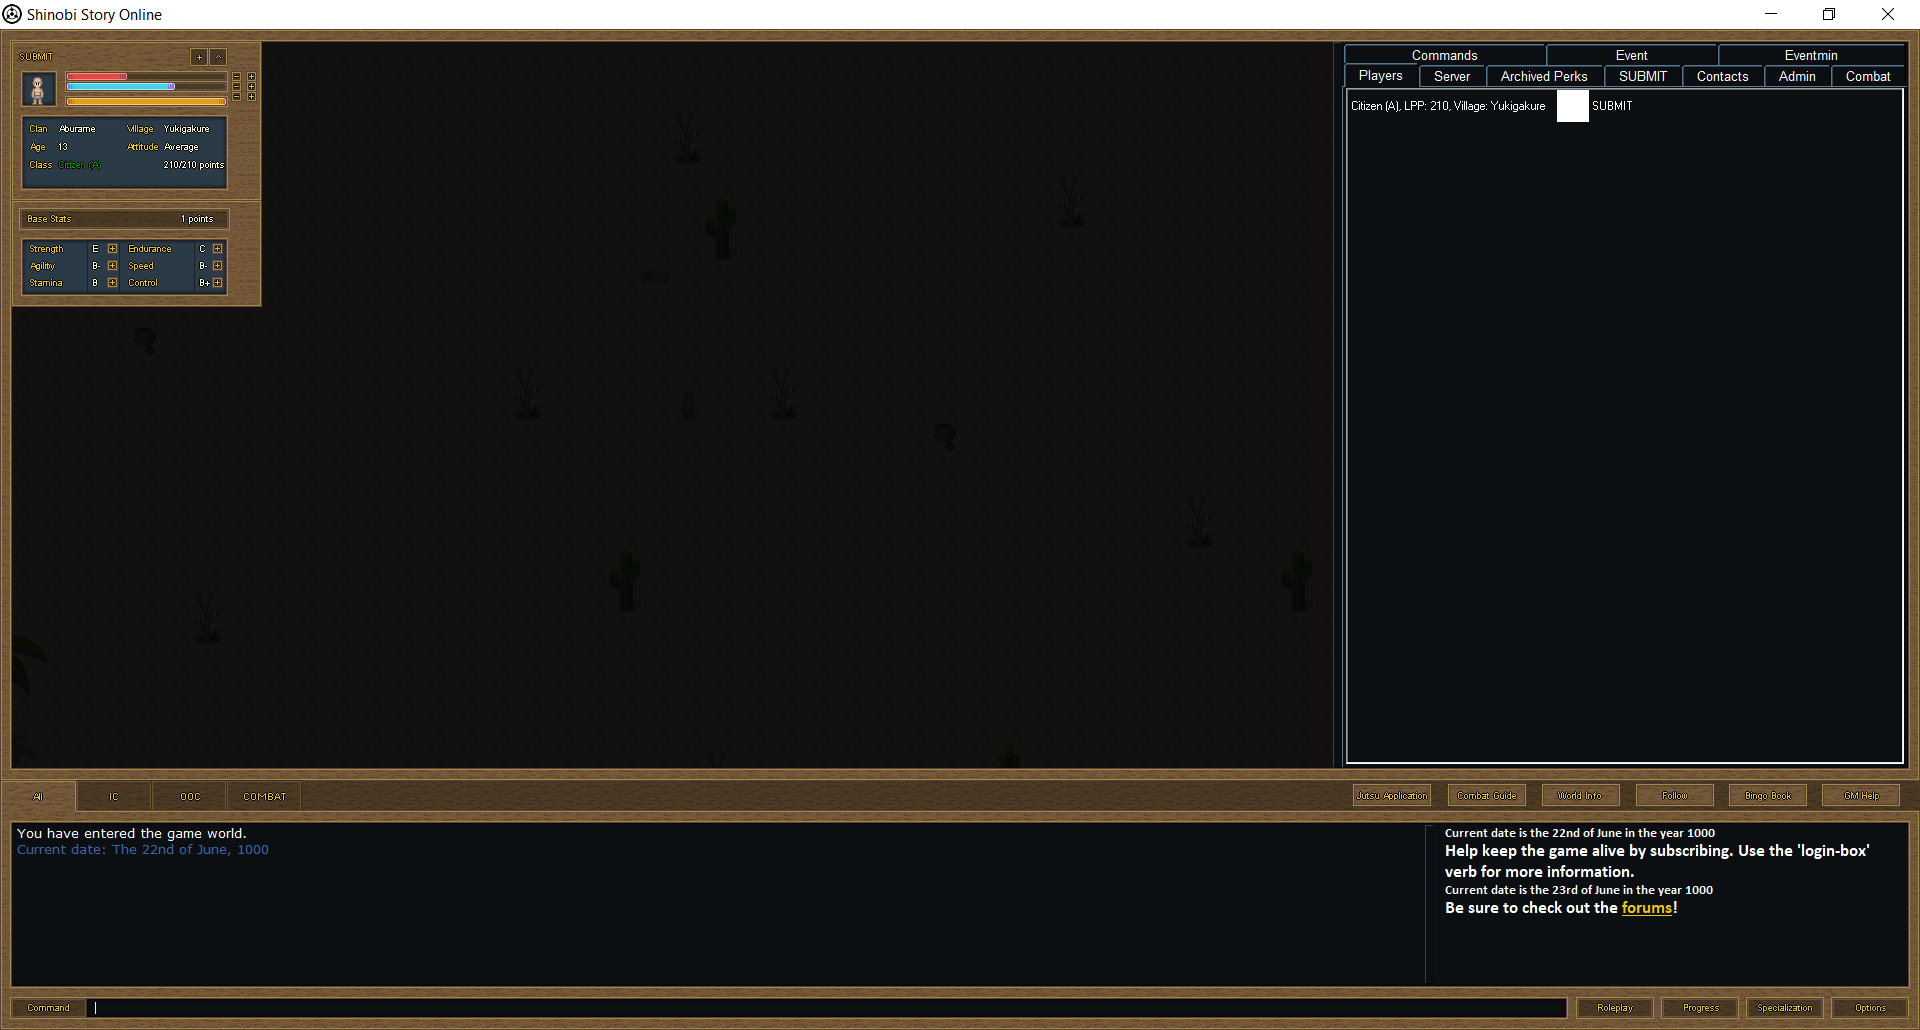 Shinobi Story Online
SUBMIT
Clan Aburame Village Yukigakure
Age 13 Attitude Average
Class Citizen (A) 210/210 points
Base Stats 1 points
Strength E Endurance C
Agility B- Speed B-
Stamina B Control B+
Commands Event Eventmin
Players Server Archived Perks SUBMIT Contacts Admin Combat
Citizen (A), LPP: 210, Village: Yukigakure SUBMIT
All IC OOC COMBAT
Jutsu Application Combat Guide World Info Follow Bingo Book GM Help
You have entered the game world.
Current date: The 22nd of June, 1000
Current date is the 22nd of June in the year 1000
Help keep the game alive by subscribing. Use the 'login-box'
verb for more information.
Current date is the 23rd of June in the year 1000
Be sure to check out the forums!
Command
Roleplay Progress Specialization Options